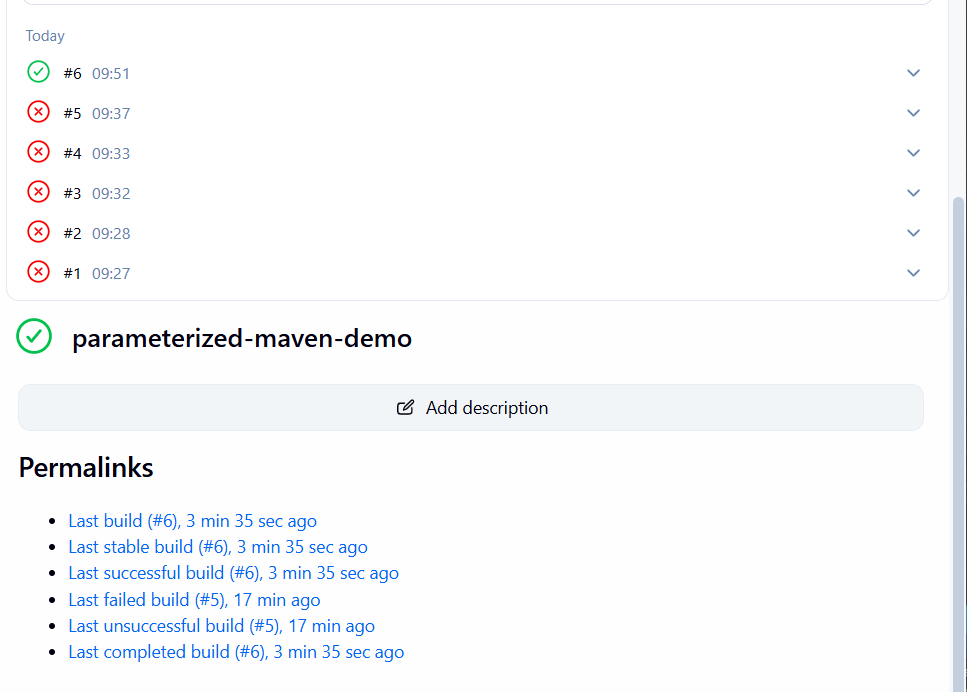 Today
#6 09:51
#5 09:37
#4 09:33
#3 09:32
#2 09:28
#1 09:27
parameterized-maven-demo
Add description
Permalinks
Last build (#6), 3 min 35 sec ago
Last stable build (#6), 3 min 35 sec ago
Last successful build (#6), 3 min 35 sec ago
Last failed build (#5), 17 min ago
Last unsuccessful build (#5), 17 min ago
Last completed build (#6), 3 min 35 sec ago